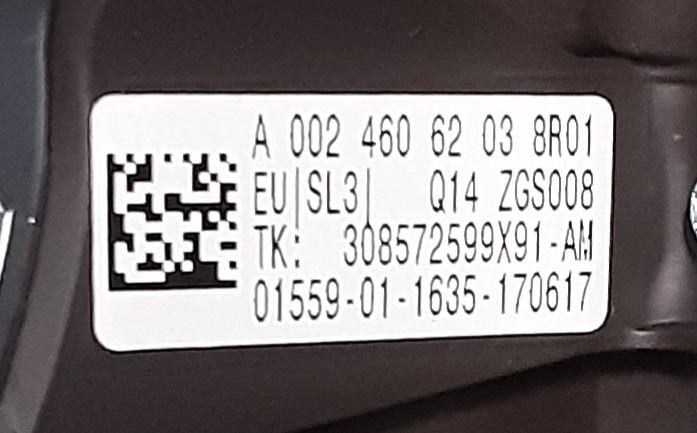 A 002 460 62 03 8R01
EU|SL3| Q14 ZGS008
TK: 308572599X91-AM
01559-01-1635-170617